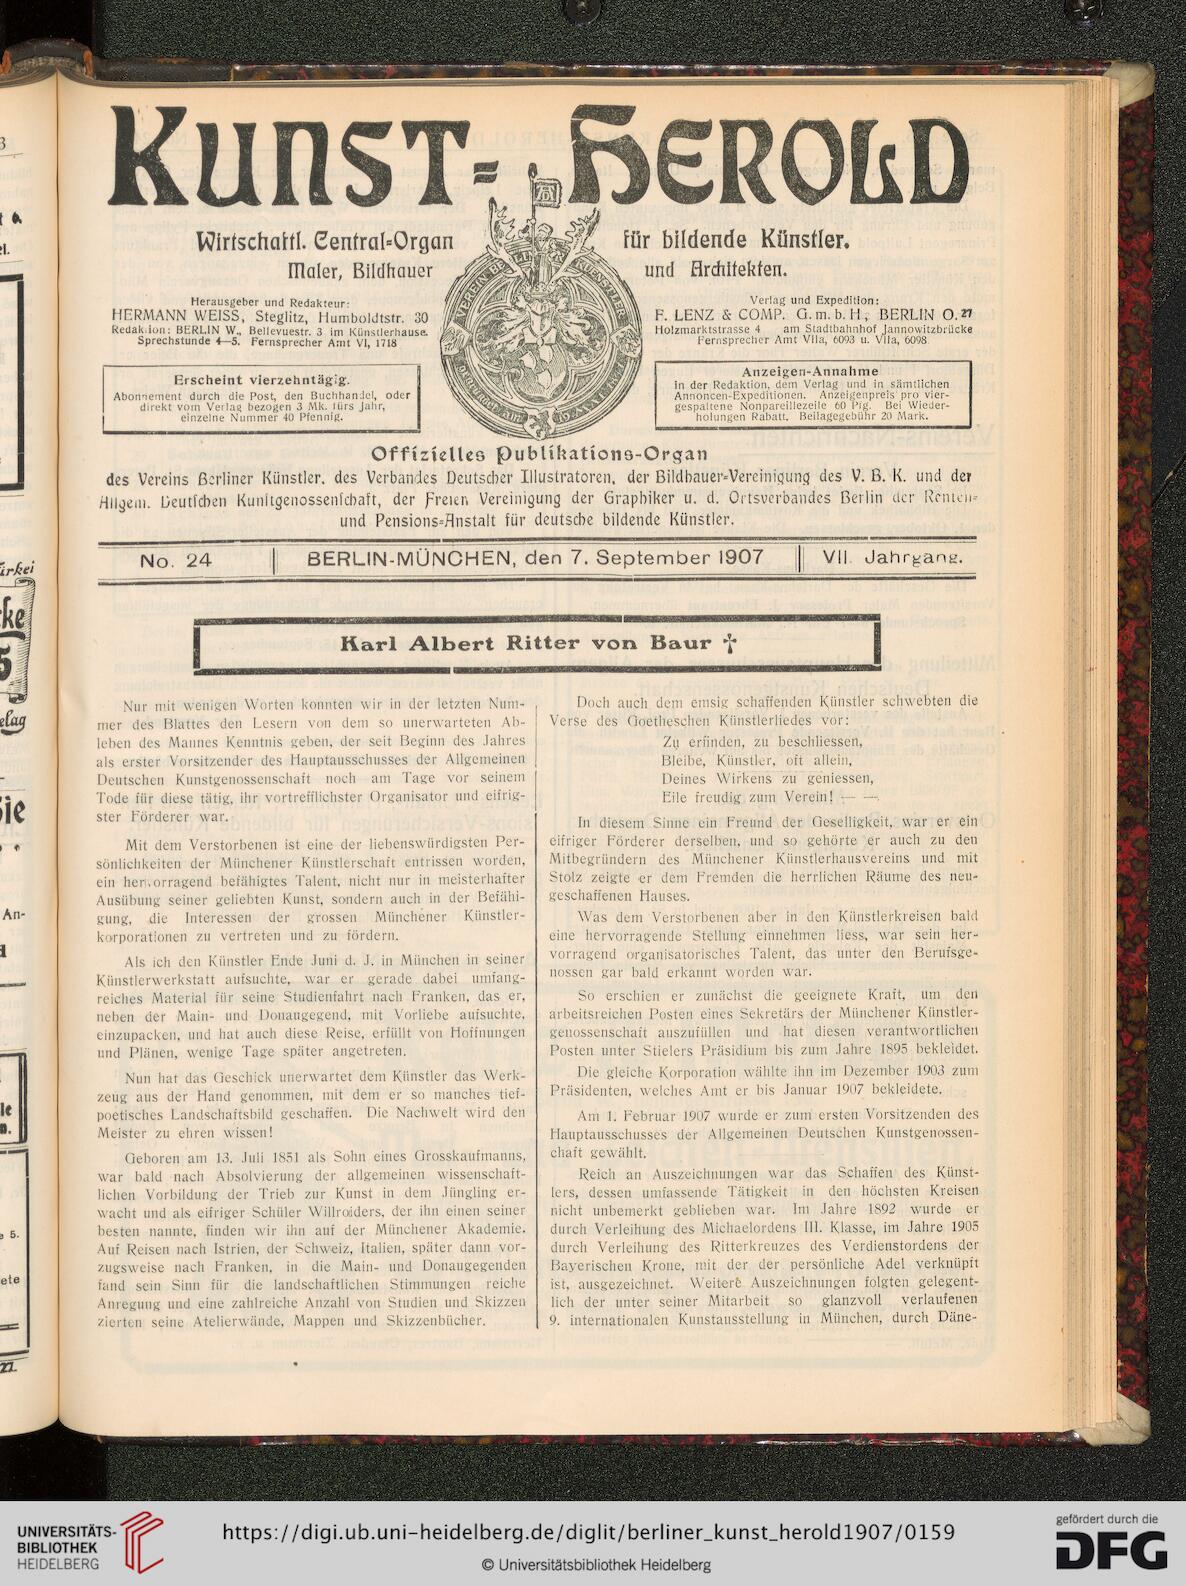 KUNST-HEROLD
Wirtschaftl. Central-Organ für bildende Künstler.
Maler, Bildhauer und Architekten.
Herausgeber und Redakteur:
HERMANN WEISS, Steglitz, Humboldtstr. 30
Redaktion: BERLIN W., Bellevuestr. 3 im Künstlerhause.
Sprechstunde 4—5. Fernsprecher Amt VI, 1718
Verlag und Expedition:
F. LENZ & COMP. G. m. b. H., BERLIN O. 27
Holzmarktstrasse 4 am Stadtbahnhof Jannowitzbrücke
Fernsprecher Amt VIIa, 6093 u. VIIa, 6098
Erscheint vierzehntägig.
Abonnement durch die Post, den Buchhandel, oder
direkt vom Verlag bezogen 3 Mk. fürs Jahr,
einzelne Nummer 40 Pfennig.
Anzeigen-Annahme
in der Redaktion, dem Verlag und in sämtlichen
Annoncen-Expeditionen. Anzeigenpreis pro vier-
gespaltene Nonpareillezeile 60 Pfg. Bei Wieder-
holungen Rabatt. Beilagegebühr 20 Mark.
Offizielles Publikations-Organ
des Vereins Berliner Künstler, des Verbandes Deutscher Illustratoren, der Bildhauer-Vereinigung des V. B. K. und der
Allgem. Deutschen Kunstgenossenschaft, der Freien Vereinigung der Graphiker u. d. Ortsverbandes Berlin der Renten-
und Pensions-Anstalt für deutsche bildende Künstler.
No. 24 BERLIN-MÜNCHEN, den 7. September 1907 VII. Jahrgang.
Karl Albert Ritter von Baur †
Nur mit wenigen Worten konnten wir in der letzten Num-
mer des Blattes den Lesern von dem so unerwarteten Ab-
leben des Mannes Kenntnis geben, der seit Beginn des Jahres
als erster Vorsitzender des Hauptausschusses der Allgemeinen
Deutschen Kunstgenossenschaft noch am Tage vor seinem
Tode für diese tätig, ihr vortrefflichster Organisator und eifrig-
ster Förderer war.
Mit dem Verstorbenen ist eine der liebenswürdigsten Per-
sönlichkeiten der Münchener Künstlerschaft entrissen worden,
ein hervorragend befähigtes Talent, nicht nur in meisterhafter
Ausübung seiner geliebten Kunst, sondern auch in der Befähi-
gung, die Interessen der grossen Münchener Künstler-
korporationen zu vertreten und zu fördern.
Als ich den Künstler Ende Juni d. J. in München in seiner
Künstlerwerkstatt aufsuchte, war er gerade dabei umfang-
reiches Material für seine Studienfahrt nach Franken, das er,
neben der Main- und Donaugegend, mit Vorliebe aufsuchte,
einzupacken, und hat auch diese Reise, erfüllt von Hoffnungen
und Plänen, wenige Tage später angetreten.
Nun hat das Geschick unerwartet dem Künstler das Werk-
zeug aus der Hand genommen, mit dem er so manches tief-
poetisches Landschaftsbild geschaffen. Die Nachwelt wird den
Meister zu ehren wissen!
Geboren am 13. Juli 1851 als Sohn eines Grosskaufmanns,
war bald nach Absolvierung der allgemeinen wissenschaft-
lichen Vorbildung der Trieb zur Kunst in dem Jüngling er-
wacht und als eifriger Schüler Willroiders, der ihn einen seiner
besten nannte, finden wir ihn auf der Münchener Akademie.
Auf Reisen nach Istrien, der Schweiz, Italien, später dann vor-
zugsweise nach Franken, in die Main- und Donaugegenden
fand sein Sinn für die landschaftlichen Stimmungen reiche
Anregung und eine zahlreiche Anzahl von Studien und Skizzen
zierten seine Atelierwände, Mappen und Skizzenbücher.
Doch auch dem emsig schaffenden Künstler schwebten die
Verse des Goetheschen Künstlerliedes vor:
Zu erfinden, zu beschliessen,
Bleibe, Künstler, oft allein,
Deines Wirkens zu geniessen,
Eile freudig zum Verein! — —.
In diesem Sinne ein Freund der Geselligkeit, war er ein
eifriger Förderer derselben, und so gehörte er auch zu den
Mitbegründern des Münchener Künstlerhausvereins und mit
Stolz zeigte er dem Fremden die herrlichen Räume des neu-
geschaffenen Hauses.
Was dem Verstorbenen aber in den Künstlerkreisen bald
eine hervorragende Stellung einnehmen liess, war sein her-
vorragend organisatorisches Talent, das unter den Berufsge-
nossen gar bald erkannt worden war.
So erschien er zunächst die geeignete Kraft, um den
arbeitsreichen Posten eines Sekretärs der Münchener Künstler-
genossenschaft auszufüllen und hat diesen verantwortlichen
Posten unter Stielers Präsidium bis zum Jahre 1895 bekleidet.
Die gleiche Korporation wählte ihn im Dezember 1903 zum
Präsidenten, welches Amt er bis Januar 1907 bekleidete.
Am 1. Februar 1907 wurde er zum ersten Vorsitzenden des
Hauptausschusses der Allgemeinen Deutschen Kunstgenossen-
chaft gewählt.
Reich an Auszeichnungen war das Schaffen des Künst-
lers, dessen umfassende Tätigkeit in den höchsten Kreisen
nicht unbemerkt geblieben war. Im Jahre 1892 wurde er
durch Verleihung des Michaelordens III. Klasse, im Jahre 1905
durch Verleihung des Ritterkreuzes des Verdienstordens der
Bayerischen Krone, mit der der persönliche Adel verknüpft
ist, ausgezeichnet. Weitere Auszeichnungen folgten gelegent-
lich der unter seiner Mitarbeit so glanzvoll verlaufenen
9. internationalen Kunstausstellung in München, durch Däne-
UNIVERSITÄTS-
BIBLIOTHEK
HEIDELBERG
https://digi.ub.uni-heidelberg.de/diglit/berliner_kunst_herold1907/0159
© Universitätsbibliothek Heidelberg
gefördert durch die
DFG